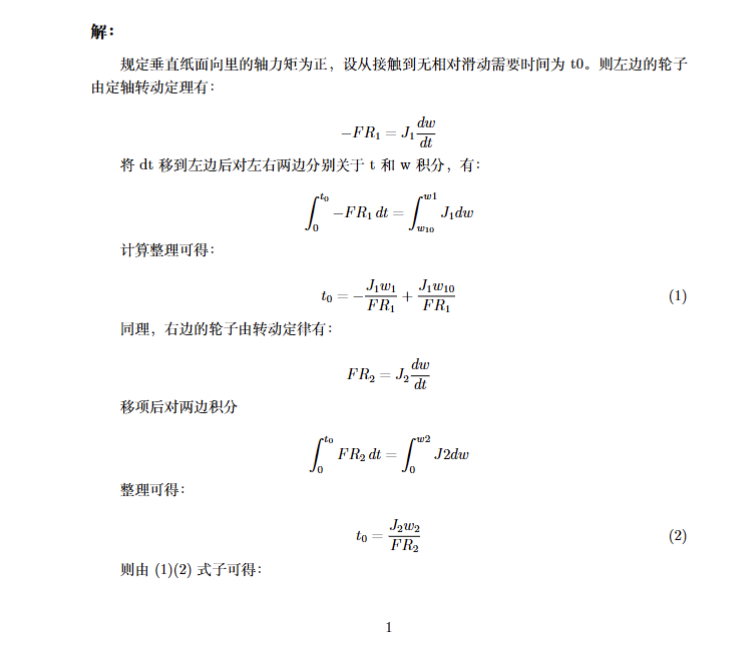 解：
规定垂直纸面向里的轴力矩为正，设从接触到无相对滑动需要时间为 t0。则左边的轮子
由定轴转动定理有：
$-FR_1 = J_1\frac{dw}{dt}$
将 dt 移到左边后对左右两边分别关于 t 和 w 积分，有：
$\int_0^{t_0} -FR_1\,dt = \int_{w_{10}}^{w1} J_1 dw$
计算整理可得：
$t_0 = -\frac{J_1w_1}{FR_1} + \frac{J_1w_{10}}{FR_1}$ (1)
同理，右边的轮子由转动定律有：
$FR_2 = J_2\frac{dw}{dt}$
移项后对两边积分
$\int_0^{t_0} FR_2\,dt = \int_0^{w2} J2dw$
整理可得：
$t_0 = \frac{J_2w_2}{FR_2}$ (2)
则由 (1)(2) 式子可得：
1